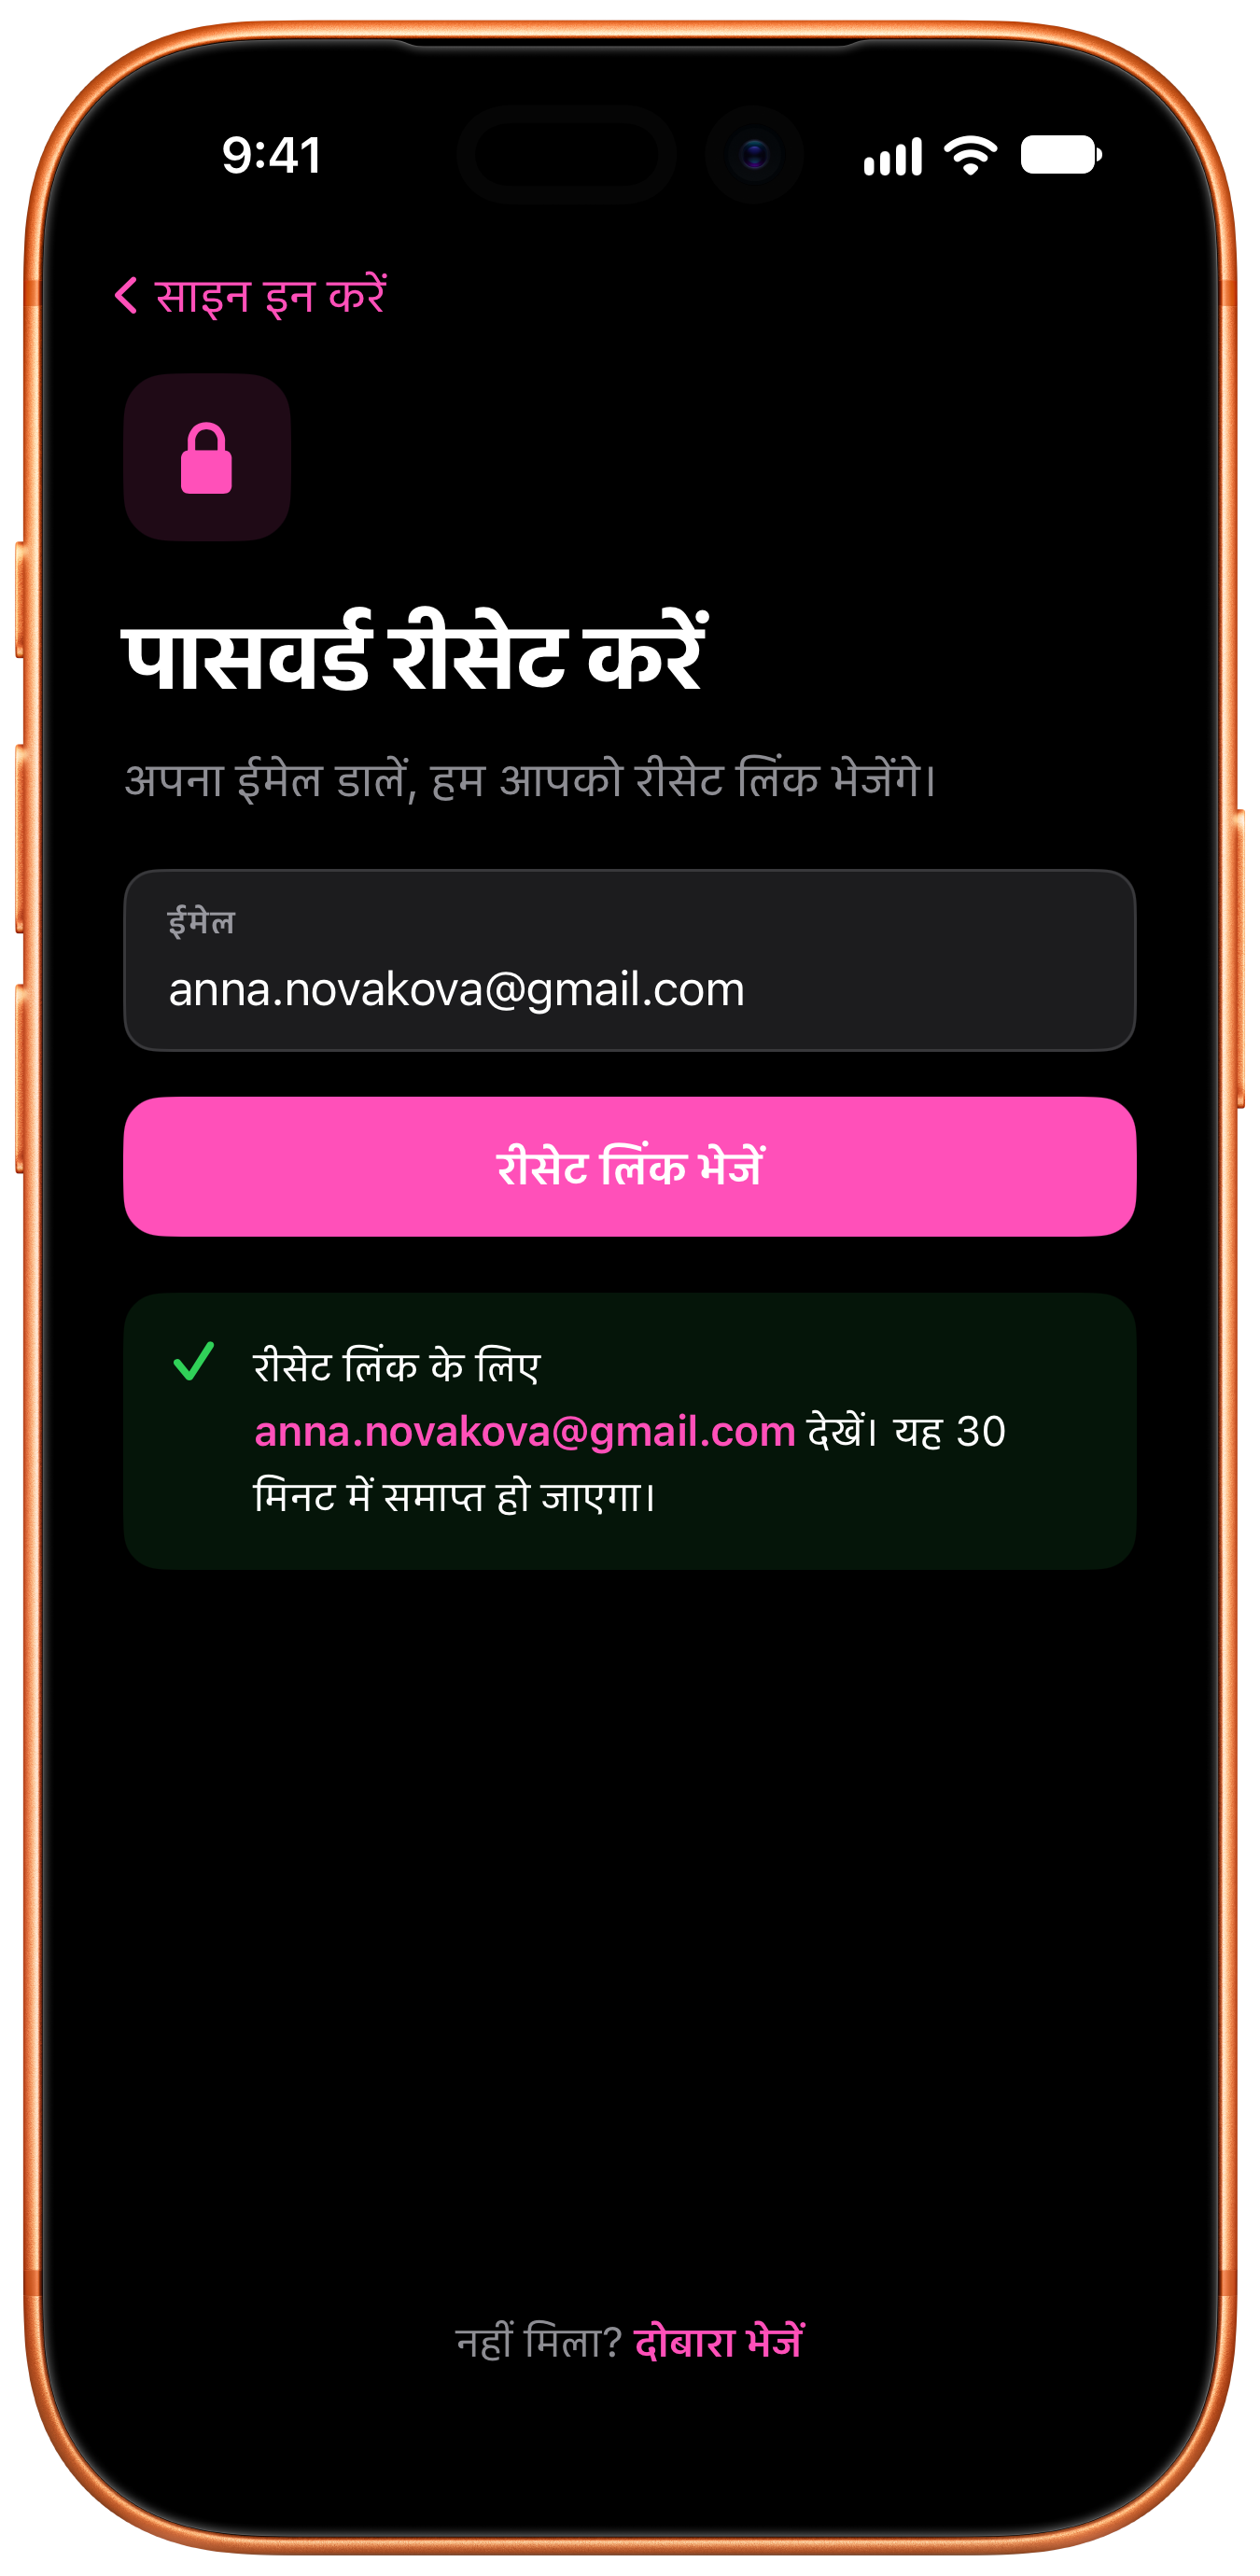 9:41
साइन इन करें
पासवर्ड रीसेट करें
अपना ईमेल डालें, हम आपको रीसेट लिंक भेजेंगे।
ईमेल
anna.novakova@gmail.com
रीसेट लिंक भेजें
रीसेट लिंक के लिए
anna.novakova@gmail.com देखें। यह 30
मिनट में समाप्त हो जाएगा।
नहीं मिला? दोबारा भेजें